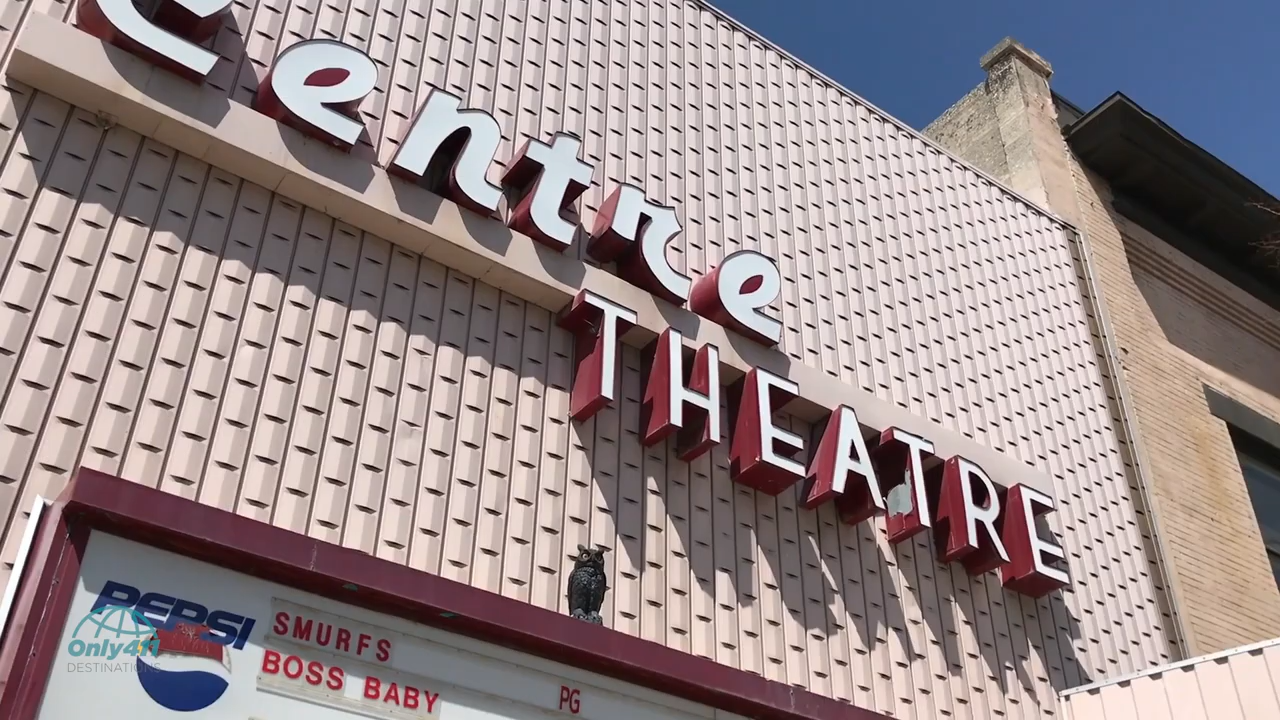 Centre
THEATRE
PEPSI
SMURFS
BOSS BABY
PG
Only411
DESTINATIONS